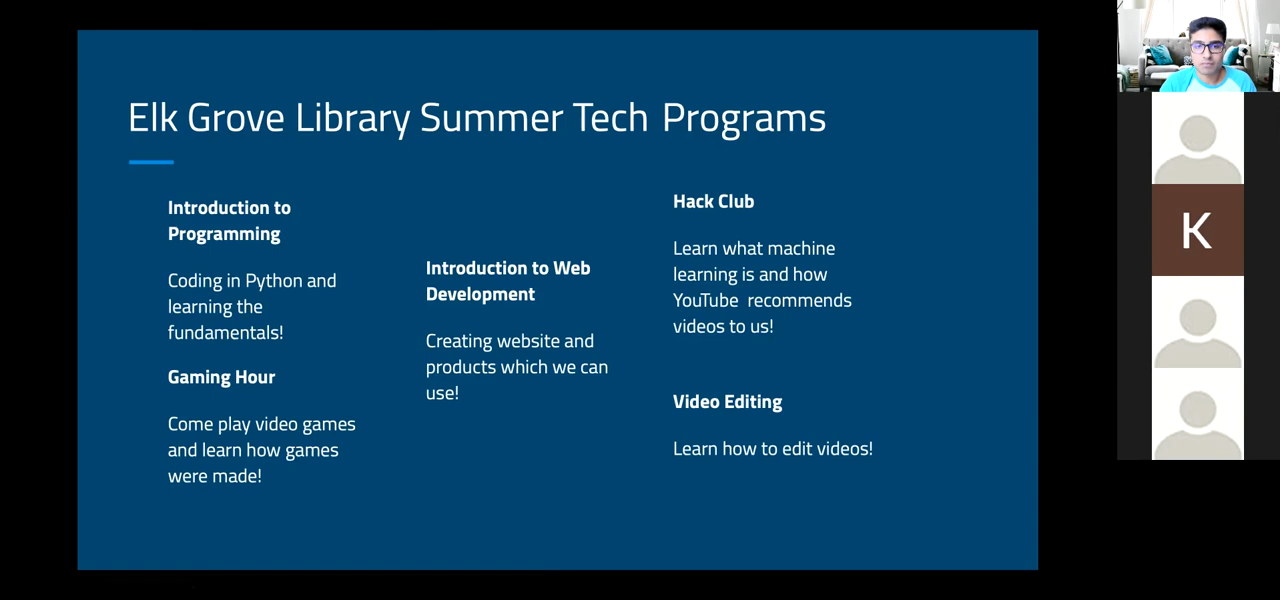 Elk Grove Library Summer Tech Programs
Introduction to
Programming
Coding in Python and
learning the
fundamentals!
Gaming Hour
Come play video games
and learn how games
were made!
Introduction to Web
Development
Creating website and
products which we can
use!
Hack Club
Learn what machine
learning is and how
YouTube recommends
videos to us!
Video Editing
Learn how to edit videos!
K